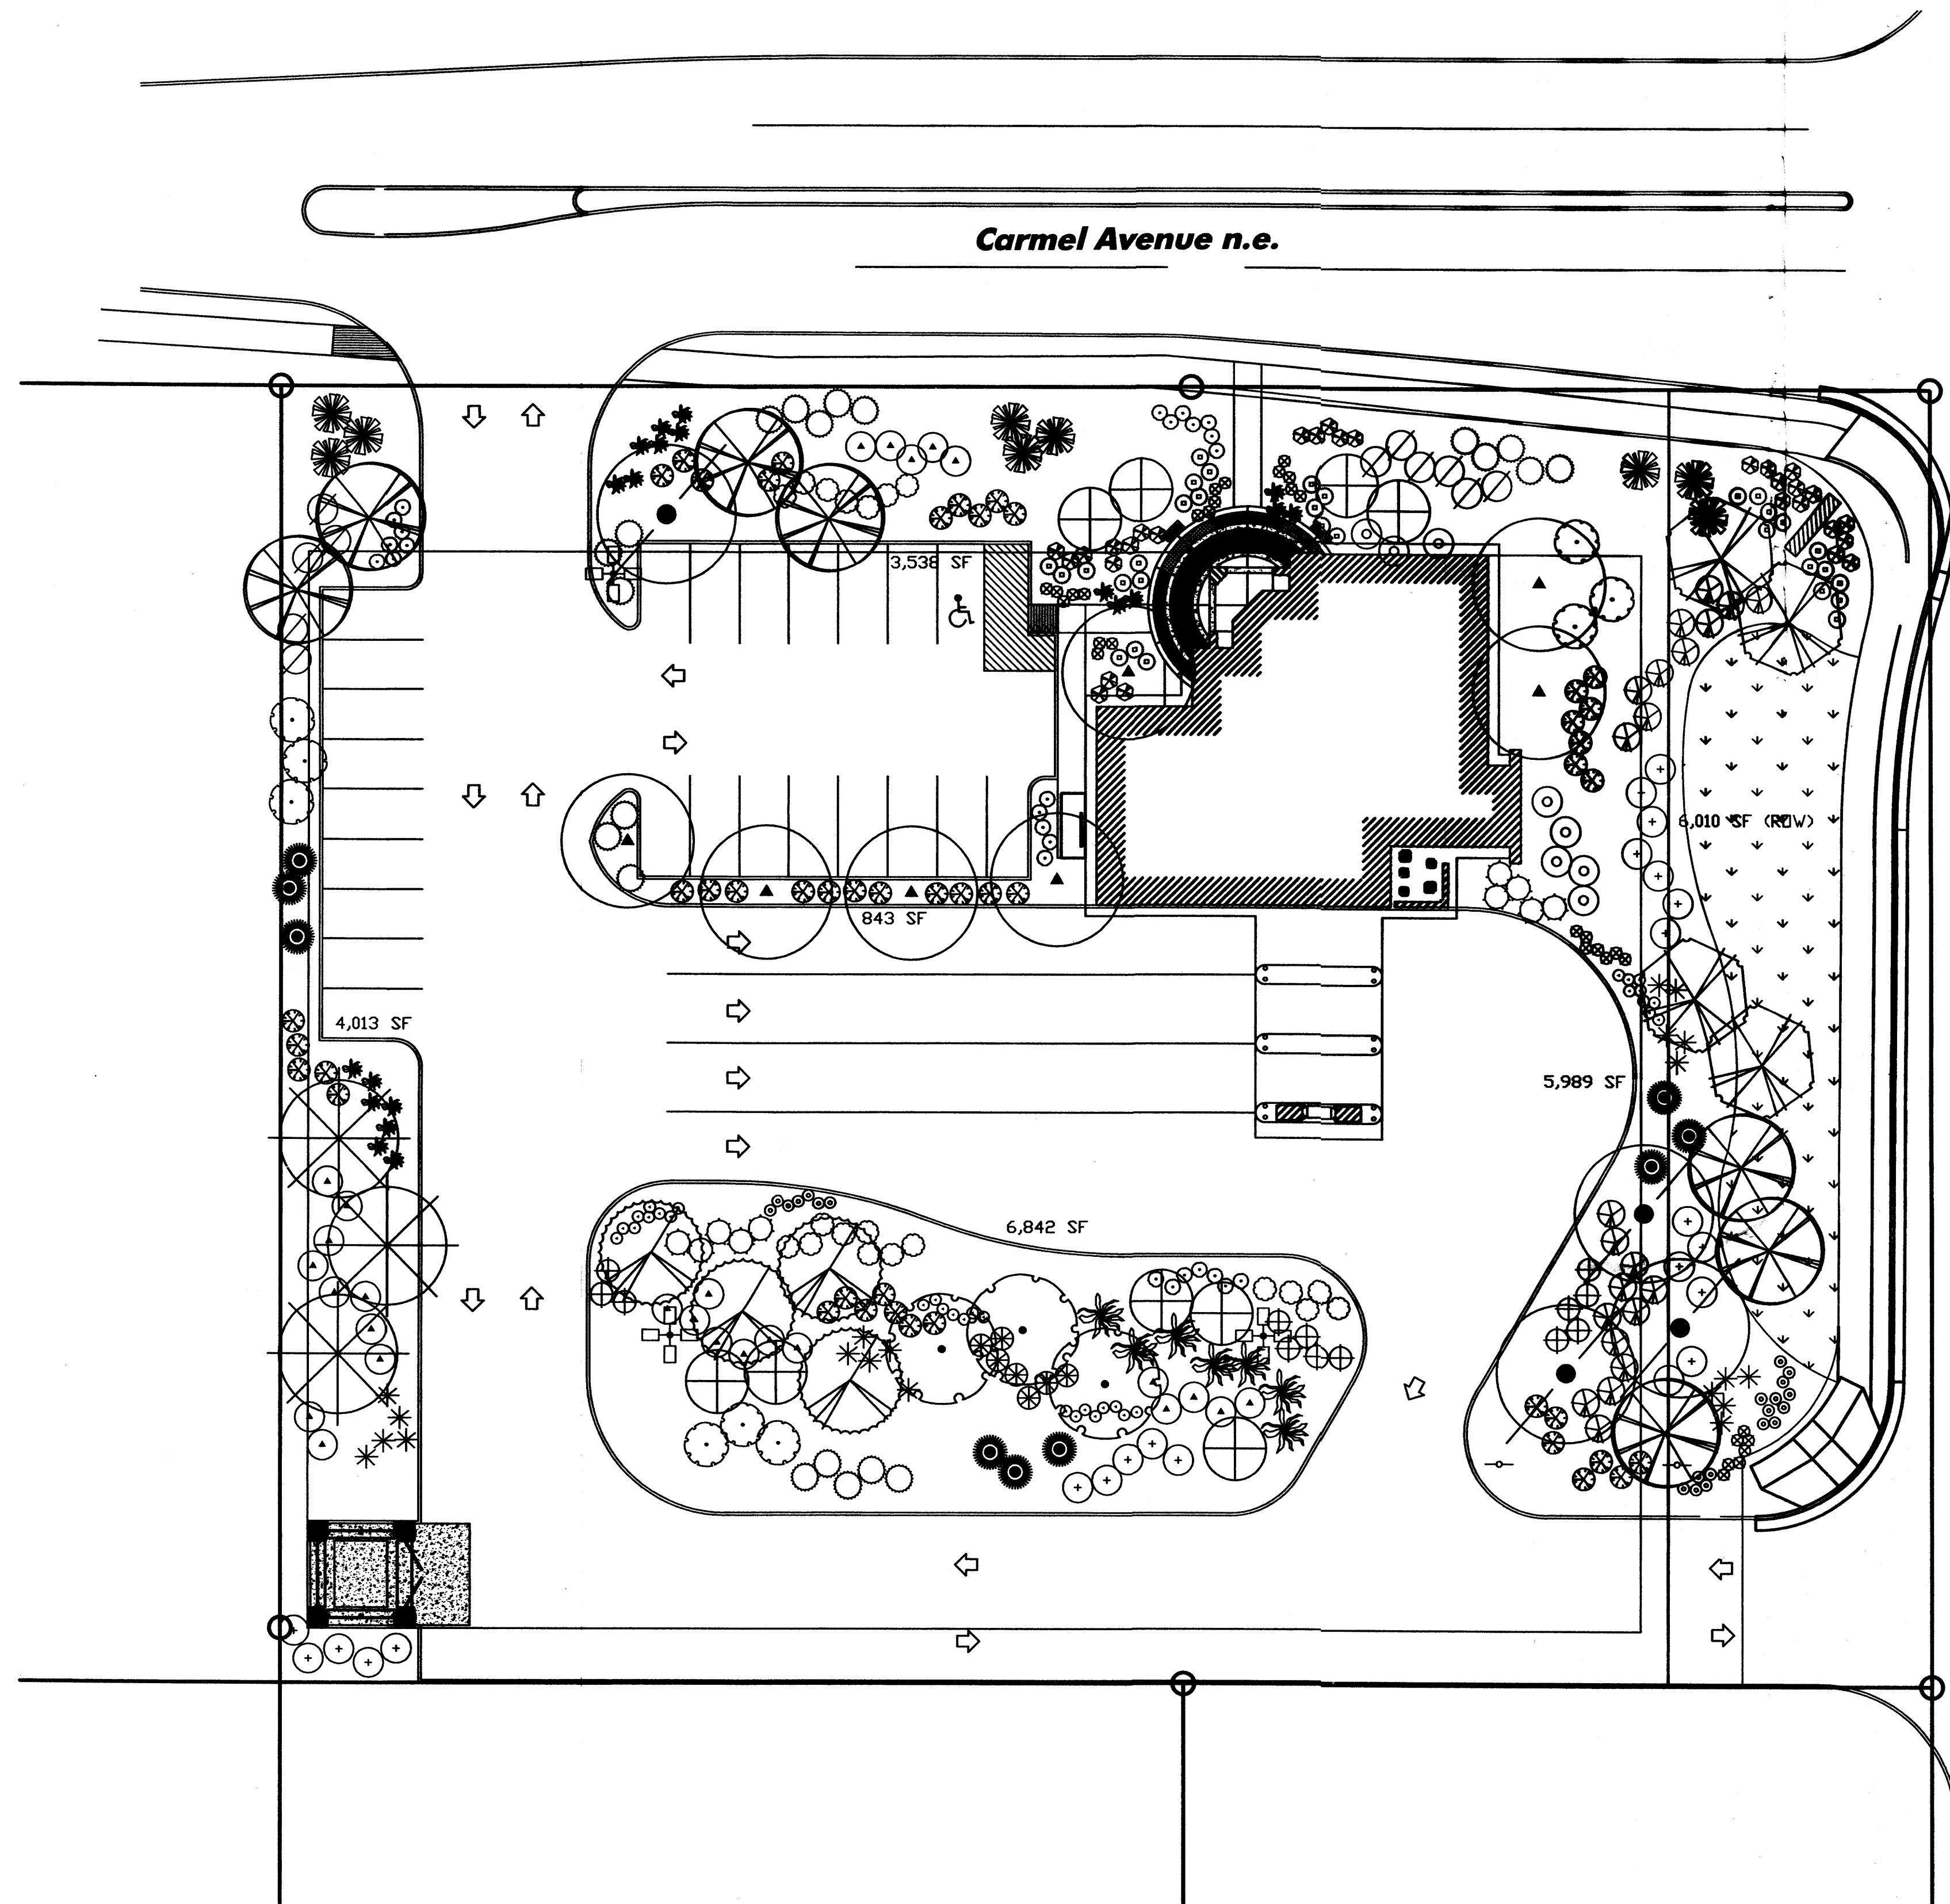 Carmel Avenue n.e.
3,538 SF
6,010 SF (ROW)
843 SF
4,013 SF
5,989 SF
6,842 SF